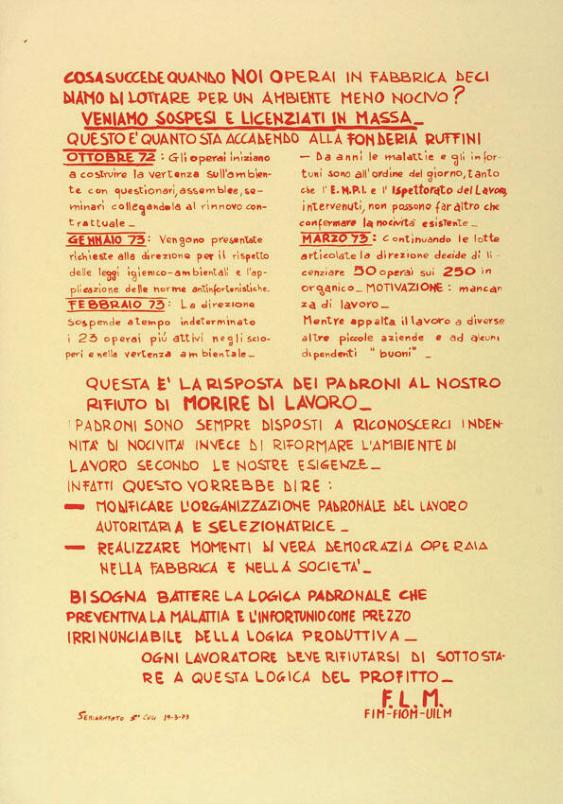 COSA SUCCEDE QUANDO NOI OPERAI IN FABBRICA DECI
DIAMO DI LOTTARE PER UN AMBIENTE MENO NOCIVO?
VENIAMO SOSPESI E LICENZIATI IN MASSA_
QUESTO E' QUANTO STA ACCADENDO ALLA FONDERIA RUFFINI
OTTOBRE 72: Gli operai iniziano
a costruire la vertenza sull'ambien-
te con questionari, assemblee, se-
minari collegandola al rinnovo con-
trattuale_
GENNAIO 73: Vengono presentate
richieste alla direzione per il rispetto
delle leggi igienico-ambientali e l'ap-
plicazione delle norme antinfortunistiche.
FEBBRAIO 73: La direzione
sospende a tempo indeterminato
i 23 operai più attivi negli scio-
peri e nella vertenza ambientale_
— Da anni le malattie e gli infor-
tuni sono all'ordine del giorno, tanto
che l'E.N.P.I. e l'Ispettorato del Lavoro,
intervenuti, non possono far altro che
confermare la nocività esistente_
MARZO 73: Continuando le lotte
articolate la direzione decide di li-
cenziare 50 operai sui 250 in
organico_ MOTIVAZIONE: mancan
za di lavoro_
Mentre appalta il lavoro a diverse
altre piccole aziende e ad alcuni
dipendenti "buoni"_
QUESTA E' LA RISPOSTA DEI PADRONI AL NOSTRO
RIFIUTO DI MORIRE DI LAVORO_
I PADRONI SONO SEMPRE DISPOSTI A RICONOSCERCI INDEN-
NITA' DI NOCIVITA' INVECE DI RIFORMARE L'AMBIENTE DI
LAVORO SECONDO LE NOSTRE ESIGENZE_
INFATTI QUESTO VORREBBE DIRE:
— MODIFICARE L'ORGANIZZAZIONE PADRONALE DEL LAVORO
AUTORITARIA E SELEZIONATRICE_
— REALIZZARE MOMENTI DI VERA DEMOCRAZIA OPERAIA
NELLA FABBRICA E NELLA SOCIETA'_
BISOGNA BATTERE LA LOGICA PADRONALE CHE
PREVENTIVA LA MALATTIA E L'INFORTUNIO COME PREZZO
IRRINUNCIABILE DELLA LOGICA PRODUTTIVA_
OGNI LAVORATORE DEVE RIFIUTARSI DI SOTTOSTA-
RE A QUESTA LOGICA DEL PROFITTO_
F.L.M.
FIM-FIOM-UILM
19-3-73